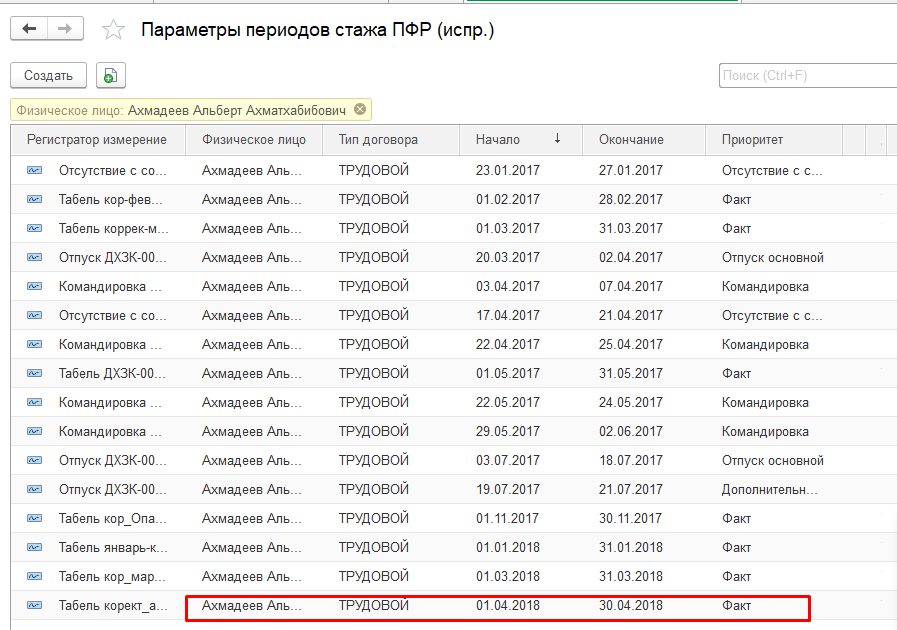 Параметры периодов стажа ПФР (испр.)
Создать
Поиск (Ctrl+F)
Физическое лицо: Ахмадеев Альберт Ахматхабибович
Регистратор измерение Физическое лицо Тип договора Начало ↓ Окончание Приоритет
Отсутствие с со... Ахмадеев Аль... ТРУДОВОЙ 23.01.2017 27.01.2017 Отсутствие с с...
Табель кор-фев... Ахмадеев Аль... ТРУДОВОЙ 01.02.2017 28.02.2017 Факт
Табель коррек-м... Ахмадеев Аль... ТРУДОВОЙ 01.03.2017 31.03.2017 Факт
Отпуск ДХЗК-00... Ахмадеев Аль... ТРУДОВОЙ 20.03.2017 02.04.2017 Отпуск основной
Командировка ... Ахмадеев Аль... ТРУДОВОЙ 03.04.2017 07.04.2017 Командировка
Отсутствие с со... Ахмадеев Аль... ТРУДОВОЙ 17.04.2017 21.04.2017 Отсутствие с с...
Командировка ... Ахмадеев Аль... ТРУДОВОЙ 22.04.2017 25.04.2017 Командировка
Табель ДХЗК-00... Ахмадеев Аль... ТРУДОВОЙ 01.05.2017 31.05.2017 Факт
Командировка ... Ахмадеев Аль... ТРУДОВОЙ 22.05.2017 24.05.2017 Командировка
Командировка ... Ахмадеев Аль... ТРУДОВОЙ 29.05.2017 02.06.2017 Командировка
Отпуск ДХЗК-00... Ахмадеев Аль... ТРУДОВОЙ 03.07.2017 18.07.2017 Отпуск основной
Отпуск ДХЗК-00... Ахмадеев Аль... ТРУДОВОЙ 19.07.2017 21.07.2017 Дополнительн...
Табель кор_Опа... Ахмадеев Аль... ТРУДОВОЙ 01.11.2017 30.11.2017 Факт
Табель январь-к... Ахмадеев Аль... ТРУДОВОЙ 01.01.2018 31.01.2018 Факт
Табель кор_мар... Ахмадеев Аль... ТРУДОВОЙ 01.03.2018 31.03.2018 Факт
Табель корект_а... Ахмадеев Аль... ТРУДОВОЙ 01.04.2018 30.04.2018 Факт